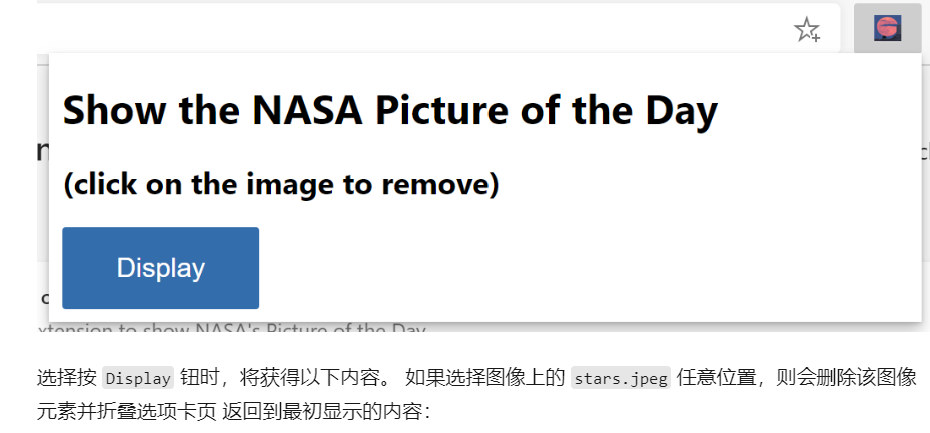 Show the NASA Picture of the Day
(click on the image to remove)
Display
xtension to show NASA's Picture of the Day
选择按 Display 钮时，将获得以下内容。 如果选择图像上的 stars.jpeg 任意位置，则会删除该图像
元素并折叠选项卡页 返回到最初显示的内容：